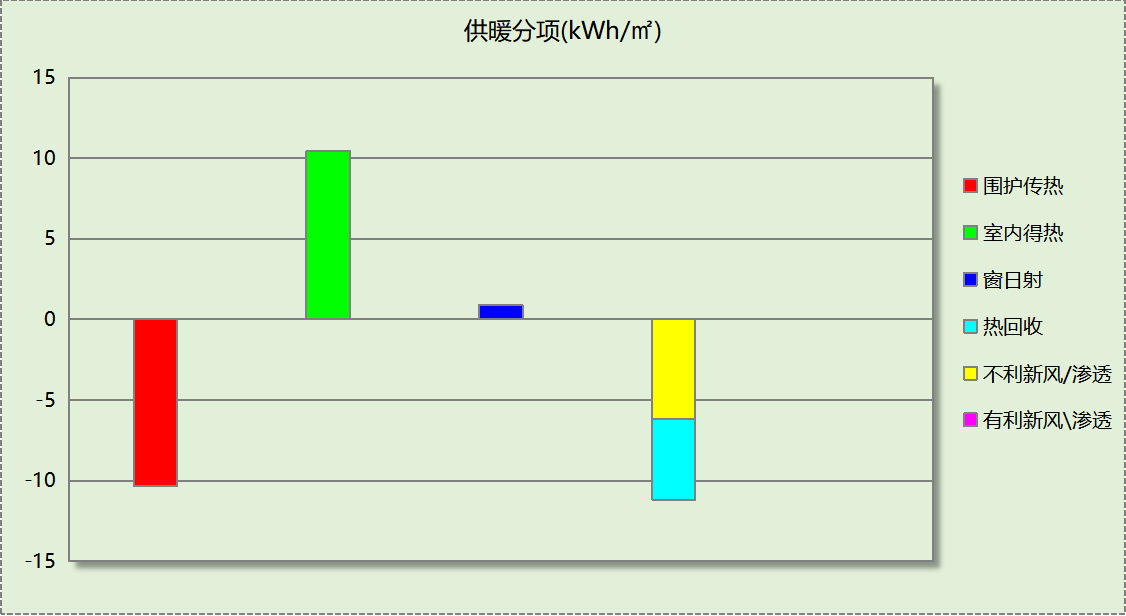 供暖分项(kWh/㎡)
15
10
5
0
-5
-10
-15
围护传热
室内得热
窗日射
热回收
不利新风/渗透
有利新风\渗透